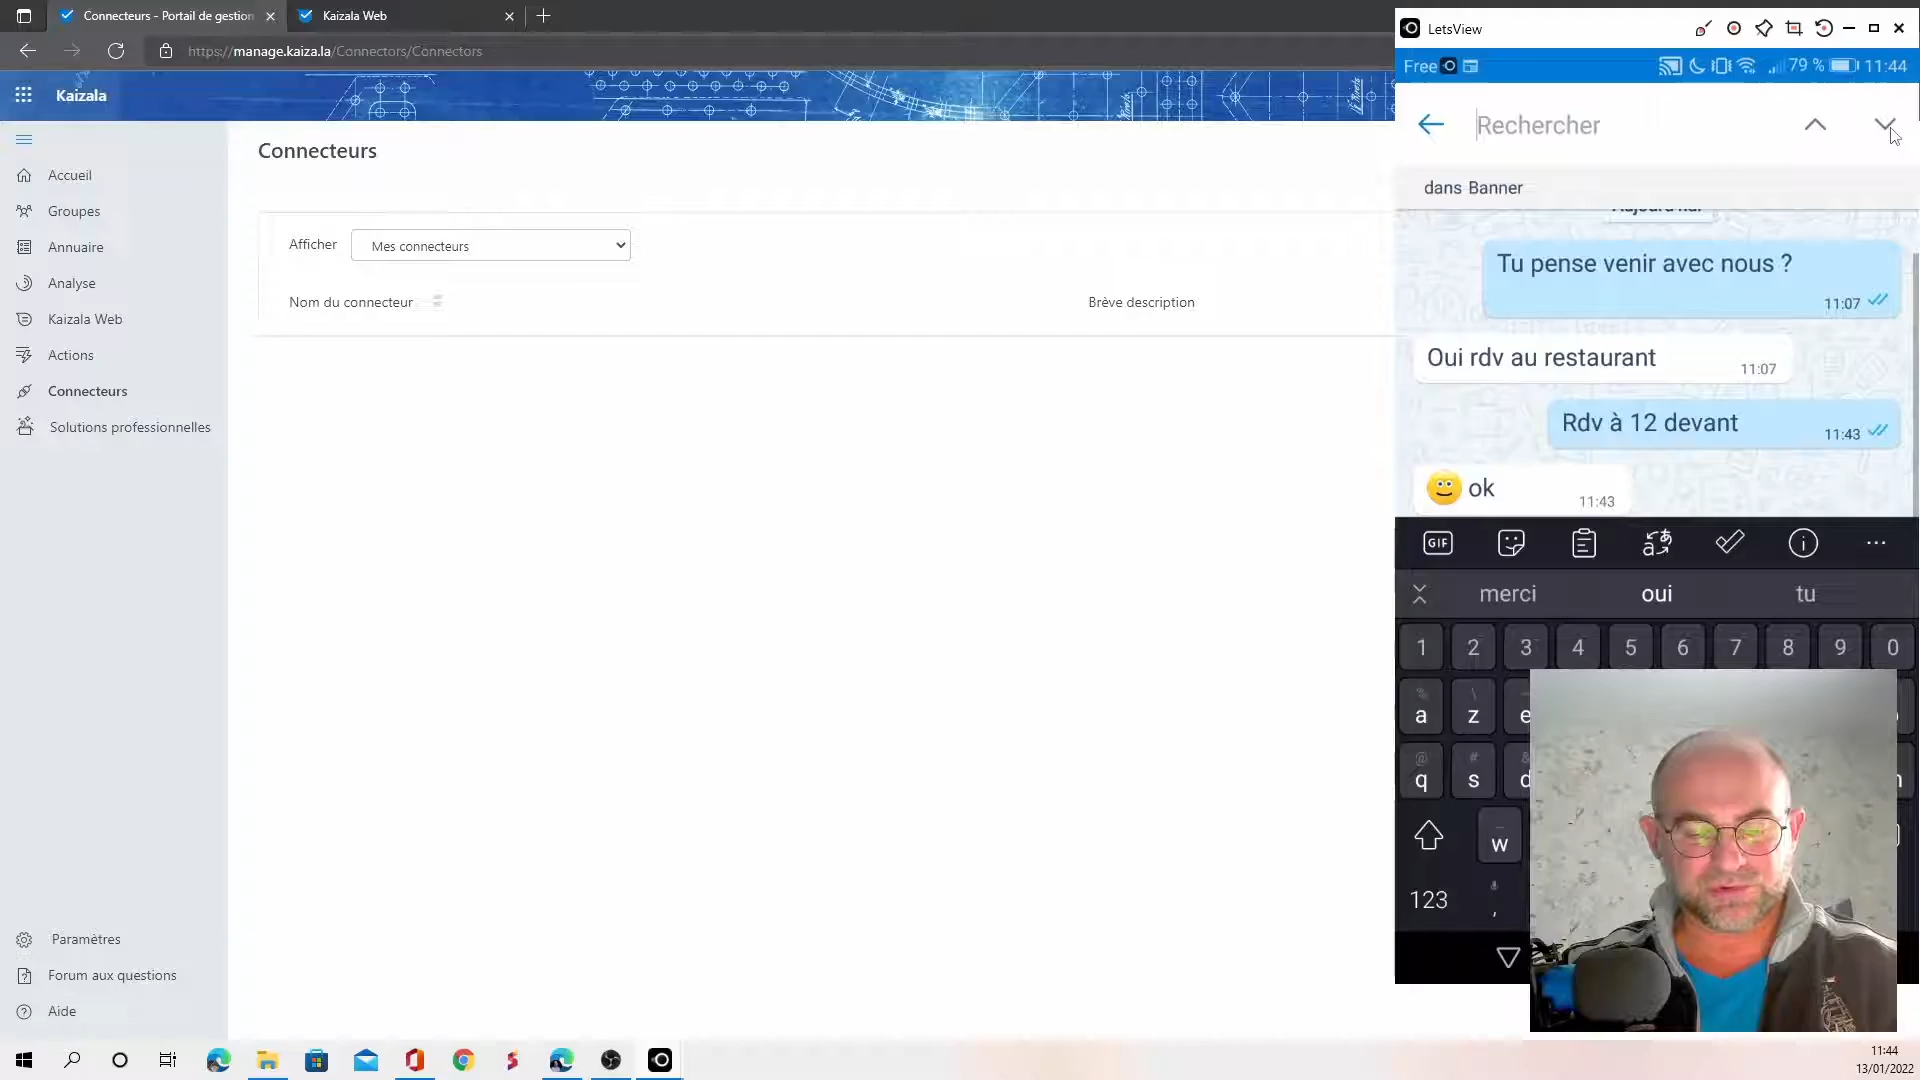 Connecteurs - Portail de gestion
Kaizala Web
https://manage.kaiza.la/Connectors/Connectors
Kaizala
Accueil
Groupes
Annuaire
Analyse
Kaizala Web
Actions
Connecteurs
Solutions professionnelles
Paramètres
Forum aux questions
Aide
Connecteurs
Afficher
Mes connecteurs
Nom du connecteur
Brève description
LetsView
Free
79 %
11:44
Rechercher
dans Banner
Aujourd'hui
Tu pense venir avec nous ?
11:07
Oui rdv au restaurant
11:07
Rdv à 12 devant
11:43
ok
11:43
GIF
merci oui tu
1 2 3 4 5 6 7 8 9 0
a z e
q s d
w
123 ,
11:44
13/01/2022